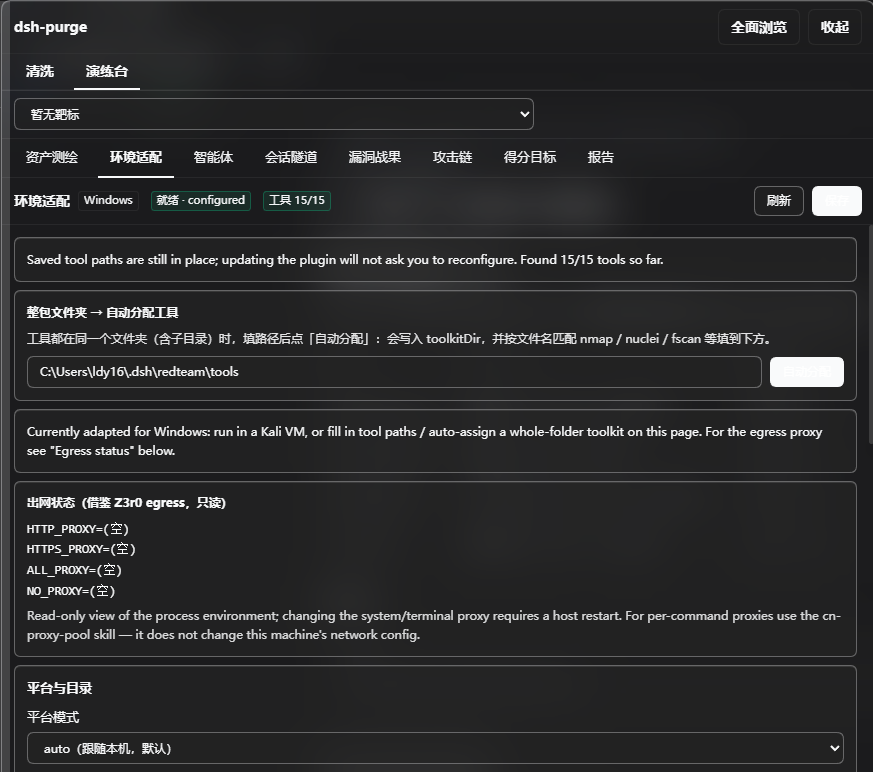 dsh-purge
全面浏览
收起
清洗
演练台
暂无靶标
资产测绘
环境适配
智能体
会话隧道
漏洞战果
攻击链
得分目标
报告
环境适配
Windows
就绪 · configured
工具 15/15
刷新
Saved tool paths are still in place; updating the plugin will not ask you to reconfigure. Found 15/15 tools so far.
整包文件夹 → 自动分配工具
工具都在同一个文件夹（含子目录）时，填路径后点「自动分配」：会写入 toolkitDir，并按文件名匹配 nmap / nuclei / fscan 等填到下方。
C:\Users\ldy16\.dsh\redteam\tools
Currently adapted for Windows: run in a Kali VM, or fill in tool paths / auto-assign a whole-folder toolkit on this page. For the egress proxy
see "Egress status" below.
出网状态（借鉴 Z3r0 egress，只读）
HTTP_PROXY=(空)
HTTPS_PROXY=(空)
ALL_PROXY=(空)
NO_PROXY=(空)
Read-only view of the process environment; changing the system/terminal proxy requires a host restart. For per-command proxies use the cn-
proxy-pool skill — it does not change this machine's network config.
平台与目录
平台模式
auto（跟随本机，默认）